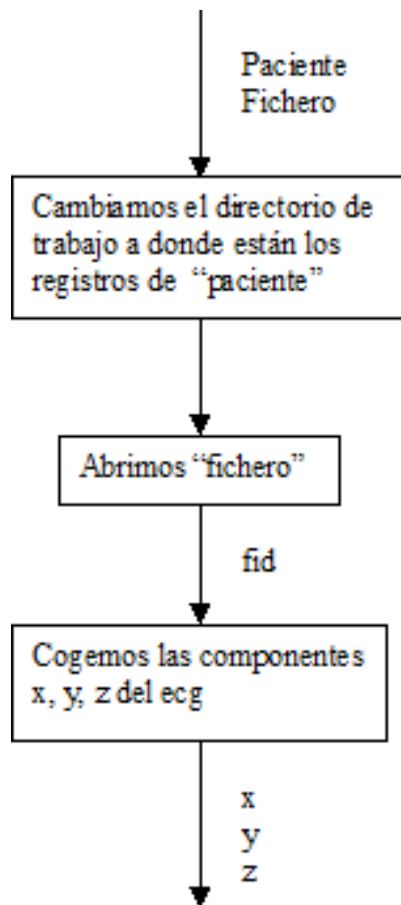 Paciente
Fichero
Cambiamos el directorio de
trabajo a donde están los
registros de “paciente”
Abrimos “fichero”
fid
Cogemos las componentes
x, y, z del ecg
x
y
z